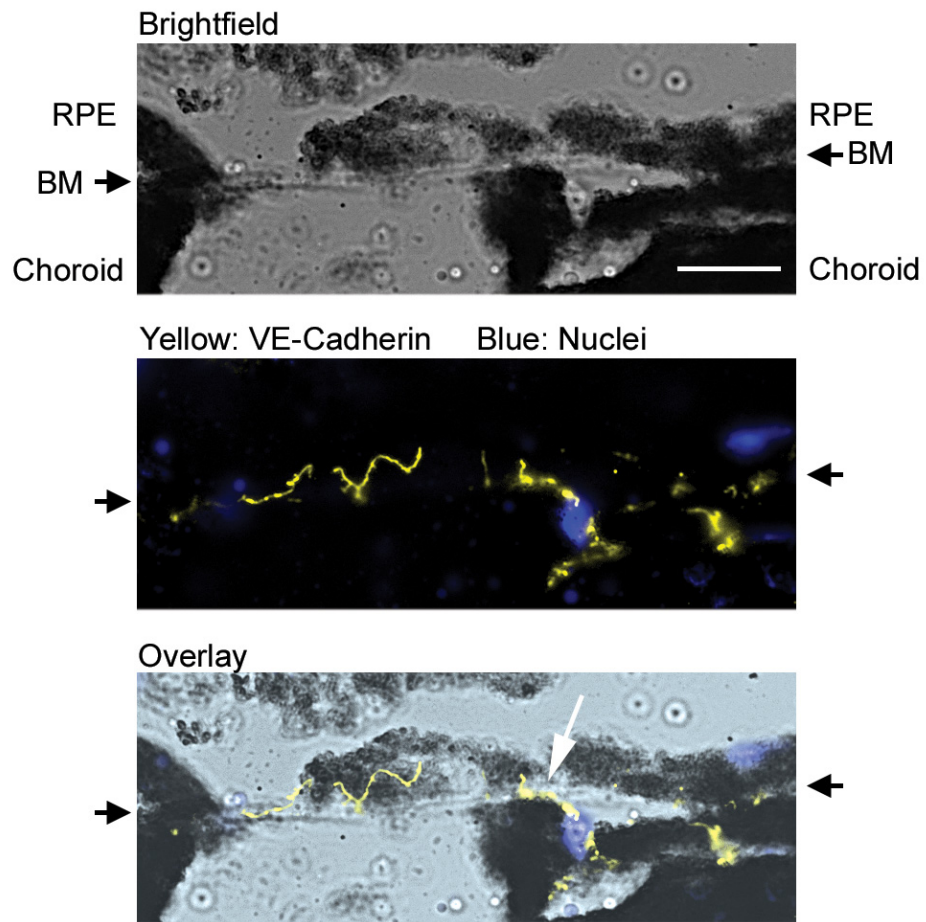 Brightfield
RPE RPE
BM BM
Choroid Choroid
Yellow: VE-Cadherin Blue: Nuclei
Overlay